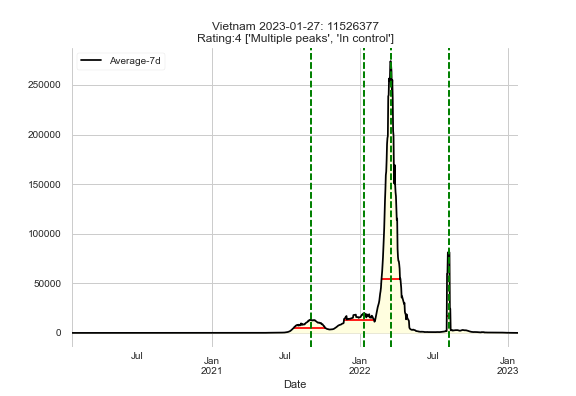 Vietnam 2023-01-27: 11526377
Rating:4 ['Multiple peaks', 'In control']
Average-7d
250000
200000
150000
100000
50000
0
Jul
Jan
2021
Jul
Jan
2022
Jul
Jan
2023
Date